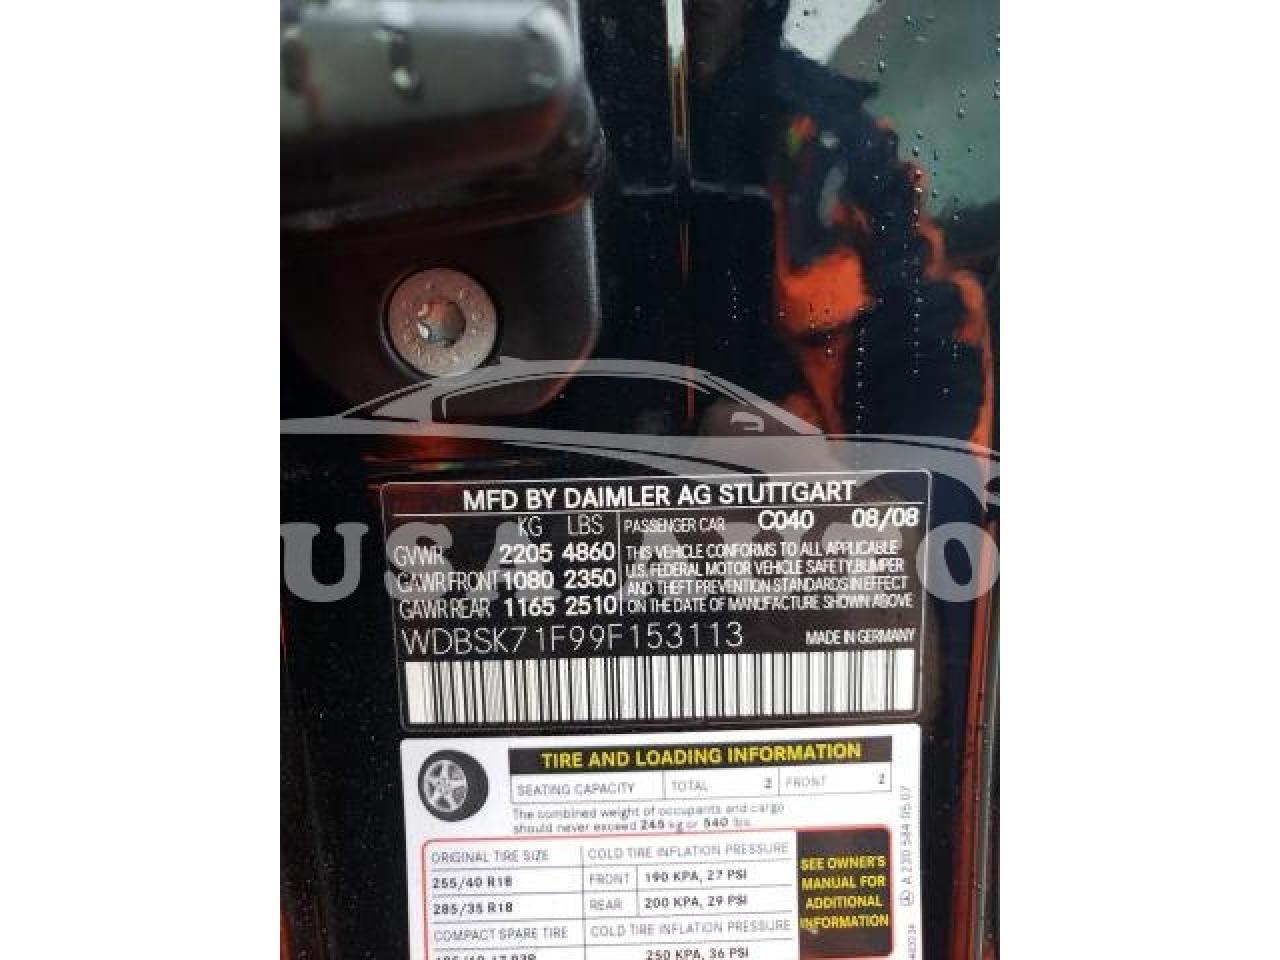 MFD BY DAIMLER AG STUTTGART
KG LBS PASSENGER CAR C040 08/08
GVWR 2205 4860 THIS VEHICLE CONFORMS TO ALL APPLICABLE
GAWR FRONT 1080 2350 U.S. FEDERAL MOTOR VEHICLE SAFETY, BUMPER
AND THEFT PREVENTION STANDARDS IN EFFECT
GAWR REAR 1165 2510 ON THE DATE OF MANUFACTURE SHOWN ABOVE
WDBSK71F99F153113 MADE IN GERMANY
USA AUTO
TIRE AND LOADING INFORMATION
SEATING CAPACITY TOTAL 2 FRONT 2
The combined weight of occupants and cargo
should never exceed 245 kg or 540 lbs
ORIGINAL TIRE SIZE COLD TIRE INFLATION PRESSURE
255/40 R18 FRONT 190 KPA, 27 PSI
285/35 R18 REAR 200 KPA, 29 PSI
COMPACT SPARE TIRE COLD TIRE INFLATION PRESSURE
250 KPA, 36 PSI
SEE OWNER'S
MANUAL FOR
ADDITIONAL
INFORMATION
A 230 584 05 07